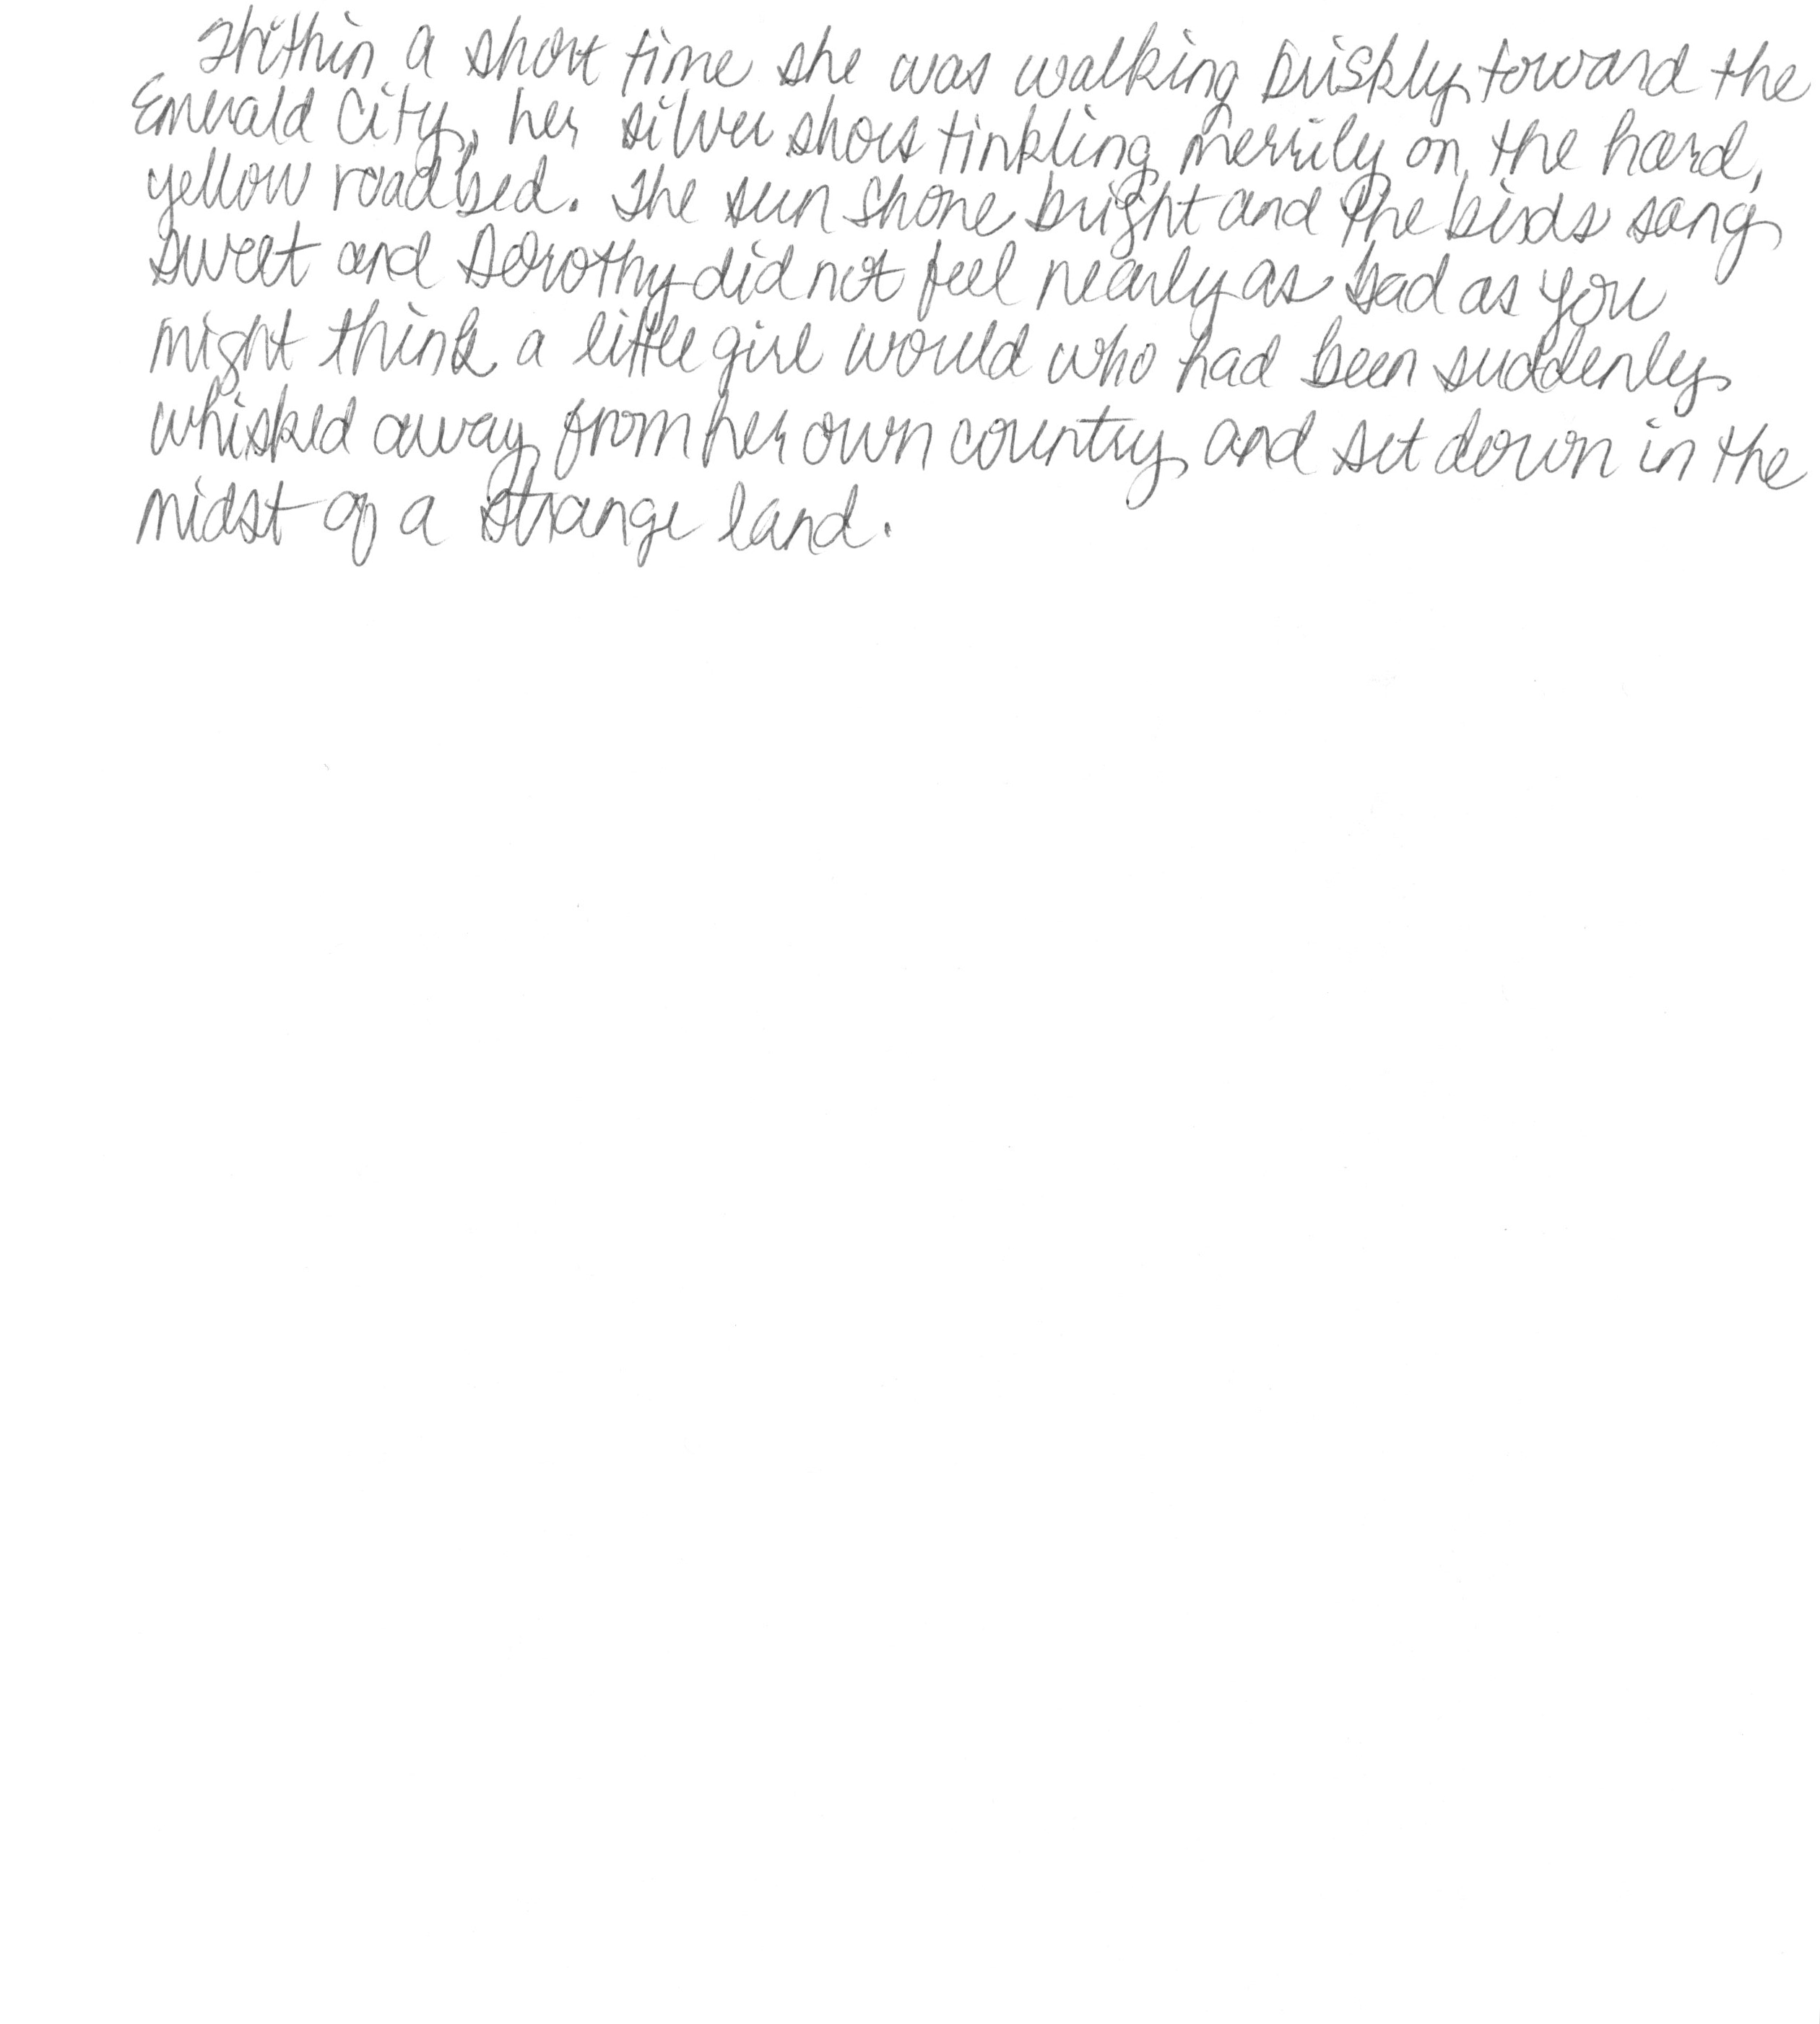 Within a short time she was walking briskly toward the
Emerald City, her silver shoes tinkling merrily on the hard,
yellow roadbed. The sun shone bright and the birds sang
sweet and Dorothy did not feel nearly as bad as you
might think a little girl would who had been suddenly
whisked away from her own country and set down in the
midst of a strange land.